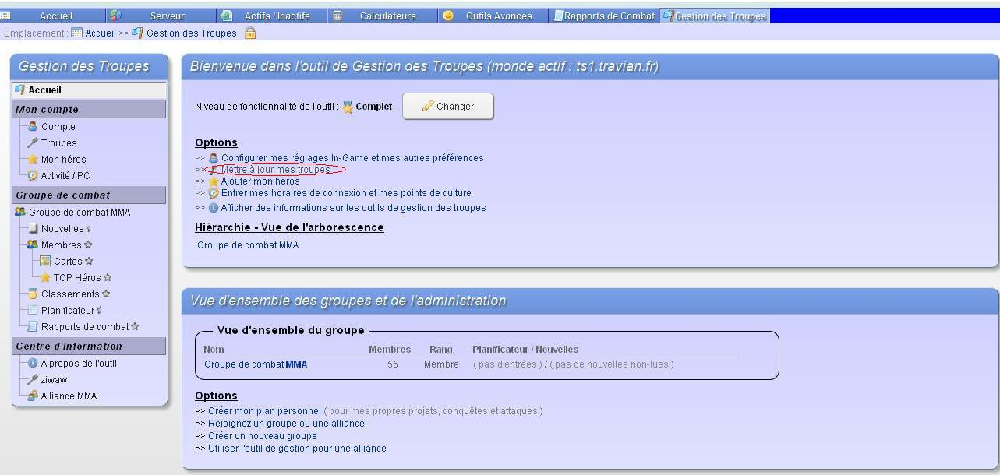 Accueil Serveur Actifs / Inactifs Calculateurs Outils Avancés Rapports de Combat Gestion des Troupes
Emplacement : Accueil >> Gestion des Troupes
Gestion des Troupes
Accueil
Mon compte
Compte
Troupes
Mon héros
Activité / PC
Groupe de combat
Groupe de combat MMA
Nouvelles
Membres
Cartes
TOP Héros
Classements
Planificateur
Rapports de combat
Centre d'Information
A propos de l'outil
ziwaw
Alliance MMA
Bienvenue dans l'outil de Gestion des Troupes (monde actif : ts1.travian.fr)
Niveau de fonctionnalité de l'outil : Complet. Changer
Options
>> Configurer mes réglages In-Game et mes autres préférences
>> Mettre à jour mes troupes
>> Ajouter mon héros
>> Entrer mes horaires de connexion et mes points de culture
>> Afficher des informations sur les outils de gestion des troupes
Hiérarchie - Vue de l'arborescence
Groupe de combat MMA
Vue d'ensemble des groupes et de l'administration
Vue d'ensemble du groupe
Nom Membres Rang Planificateur / Nouvelles
Groupe de combat MMA 55 Membre ( pas d'entrées ) / ( pas de nouvelles non-lues )
Options
>> Créer mon plan personnel ( pour mes propres projets, conquêtes et attaques )
>> Rejoignez un groupe ou une alliance
>> Créer un nouveau groupe
>> Utiliser l'outil de gestion pour une alliance